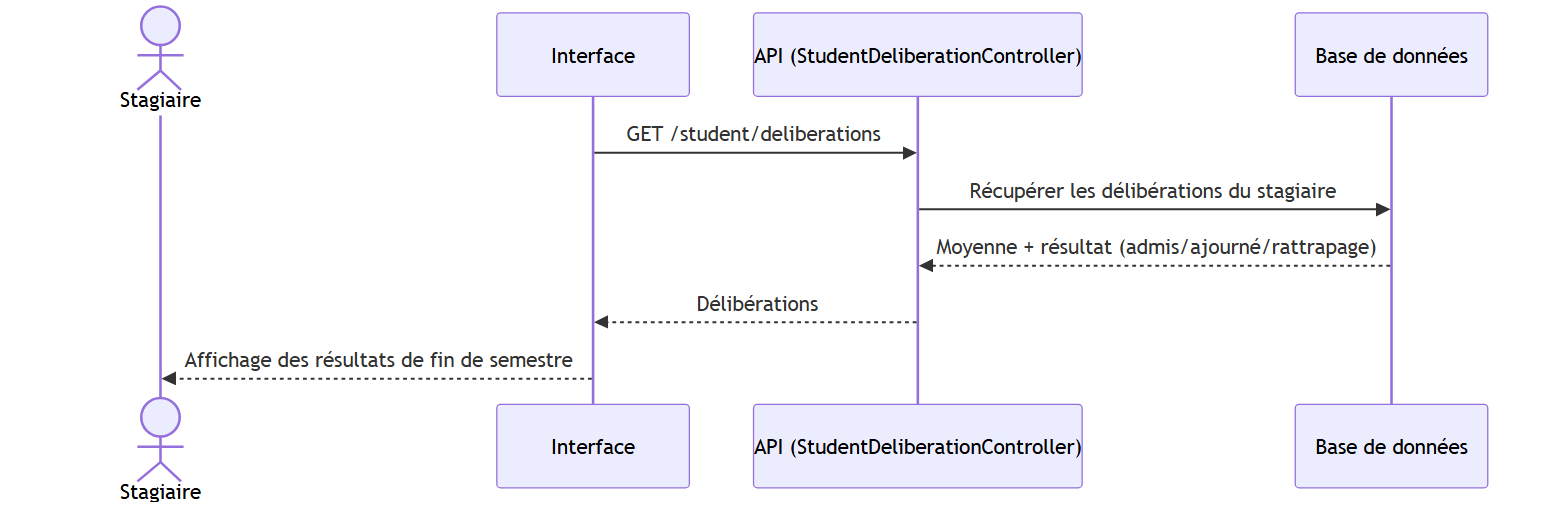 Stagiaire
Interface
API (StudentDeliberationController)
Base de données
GET /student/deliberations
Récupérer les délibérations du stagiaire
Moyenne + résultat (admis/ajourné/rattrapage)
Délibérations
Affichage des résultats de fin de semestre
Stagiaire
Interface
API (StudentDeliberationController)
Base de données